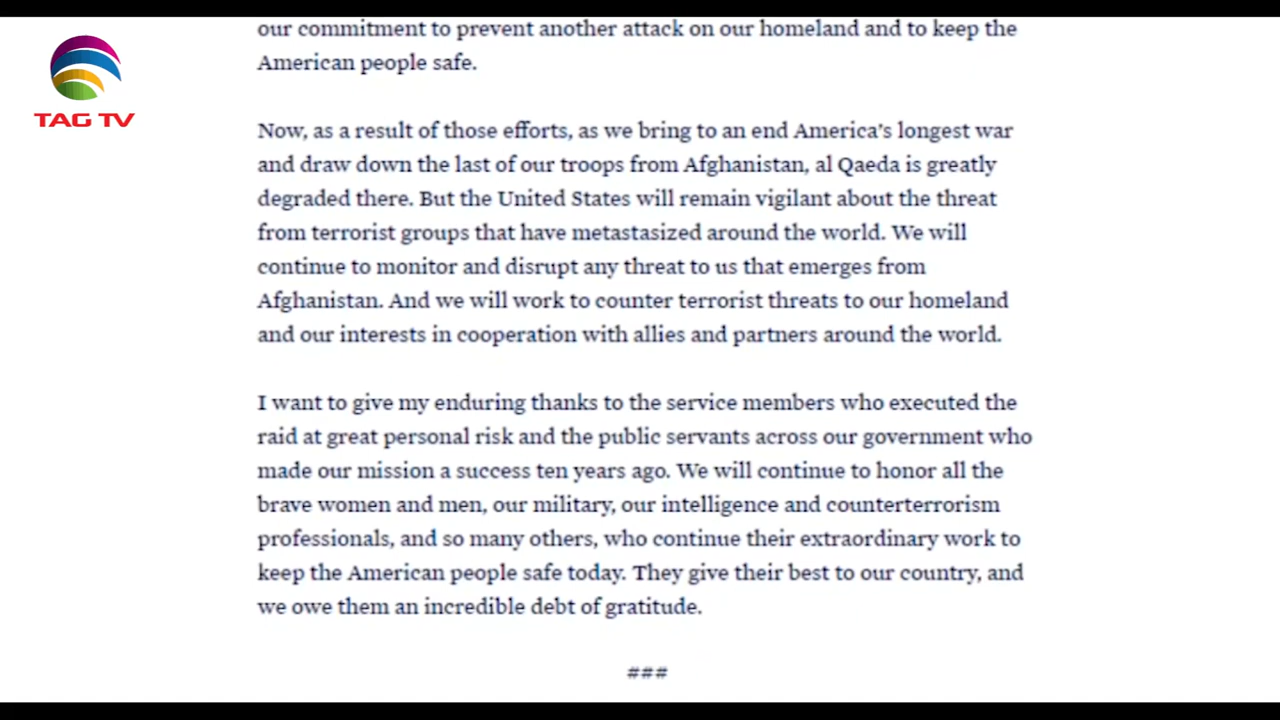 our commitment to prevent another attack on our homeland and to keep the
American people safe.
TAG TV
Now, as a result of those efforts, as we bring to an end America's longest war
and draw down the last of our troops from Afghanistan, al Qaeda is greatly
degraded there. But the United States will remain vigilant about the threat
from terrorist groups that have metastasized around the world. We will
continue to monitor and disrupt any threat to us that emerges from
Afghanistan. And we will work to counter terrorist threats to our homeland
and our interests in cooperation with allies and partners around the world.
I want to give my enduring thanks to the service members who executed the
raid at great personal risk and the public servants across our government who
made our mission a success ten years ago. We will continue to honor all the
brave women and men, our military, our intelligence and counterterrorism
professionals, and so many others, who continue their extraordinary work to
keep the American people safe today. They give their best to our country, and
we owe them an incredible debt of gratitude.
###